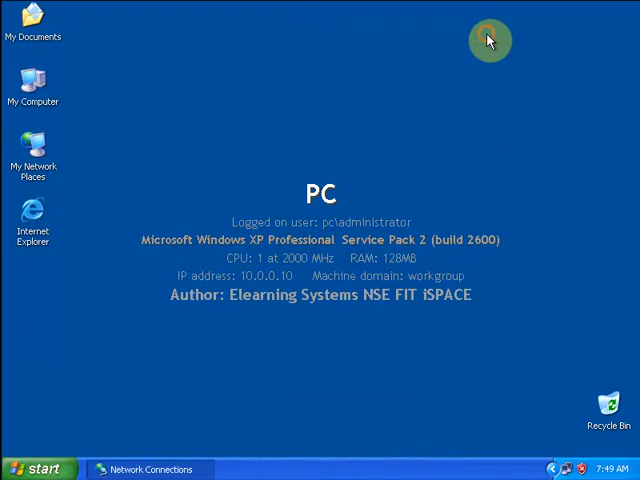 My Documents
My Computer
My Network
Places
Internet
Explorer
PC
Logged on user: pc\administrator
Microsoft Windows XP Professional Service Pack 2 (build 2600)
CPU: 1 at 2000 MHz RAM: 128MB
IP address: 10.0.0.10 Machine domain: workgroup
Author: Elearning Systems NSE FIT iSPACE
Recycle Bin
start
Network Connections
7:49 AM